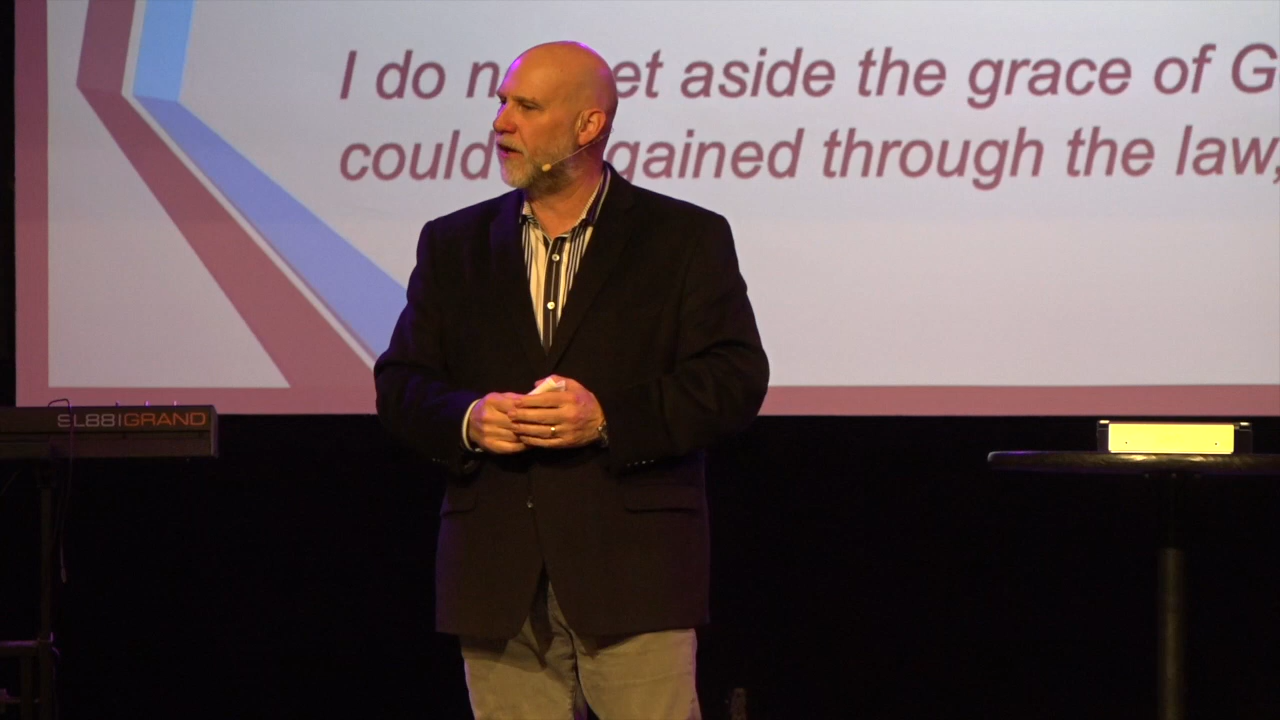 I do n et aside the grace of G
could gained through the law,
SL88|GRAND